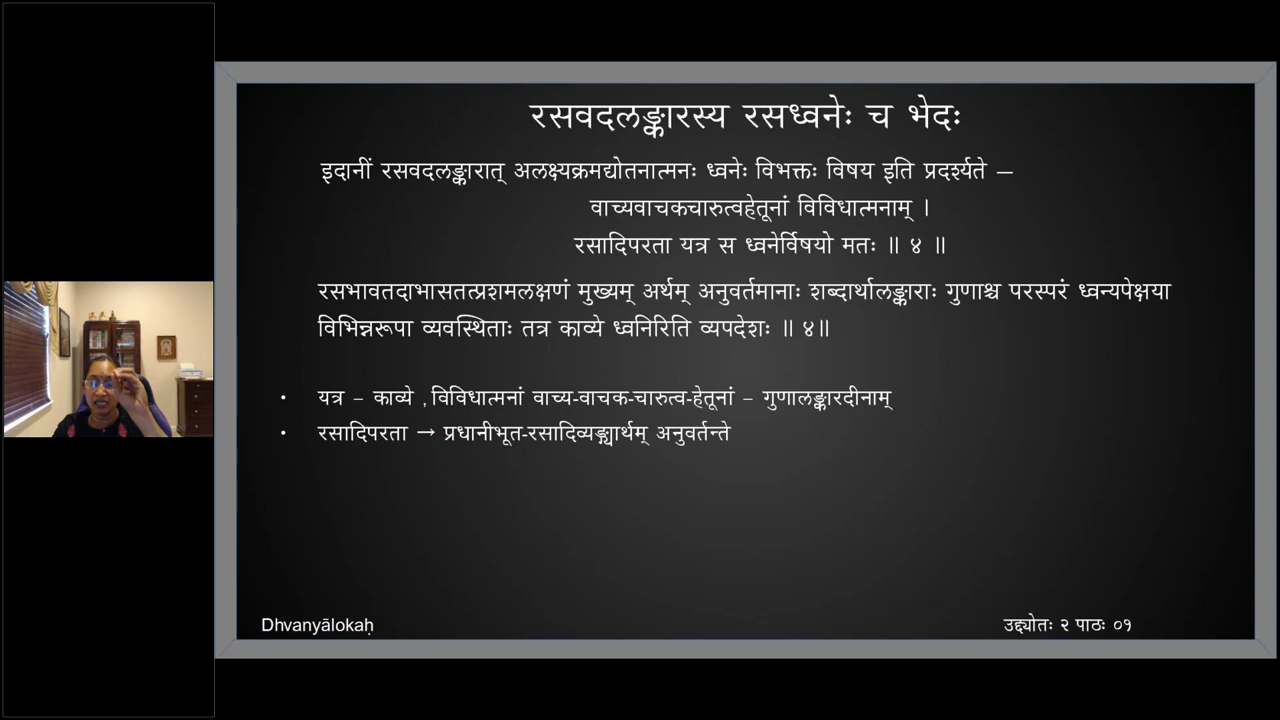 रसवदलङ्कारस्य रसध्वनेः च भेदः
इदानीं रसवदलङ्कारात् अलक्ष्यक्रमद्योतनात्मनः ध्वनेः विभक्तः विषय इति प्रदर्श्यते –
वाच्यवाचकचारुत्वहेतूनां विविधात्मनाम् ।
रसादिपरता यत्र स ध्वनेर्विषयो मतः ॥ ४ ॥
रसभावतदाभासतत्प्रशमलक्षणं मुख्यम् अर्थम् अनुवर्तमानाः शब्दार्थालङ्काराः गुणाश्च परस्परं ध्वन्यपेक्षया
विभिन्नरूपा व्यवस्थिताः तत्र काव्ये ध्वनिरिति व्यपदेशः ॥ ४॥
• यत्र – काव्ये , विविधात्मनां वाच्य-वाचक-चारुत्व-हेतूनां – गुणालङ्कारदीनाम्
• रसादिपरता → प्रधानीभूत-रसादिव्यङ्ग्यार्थम् अनुवर्तन्ते
Dhvanyālokaḥ
उद्द्योतः २ पाठः ०१